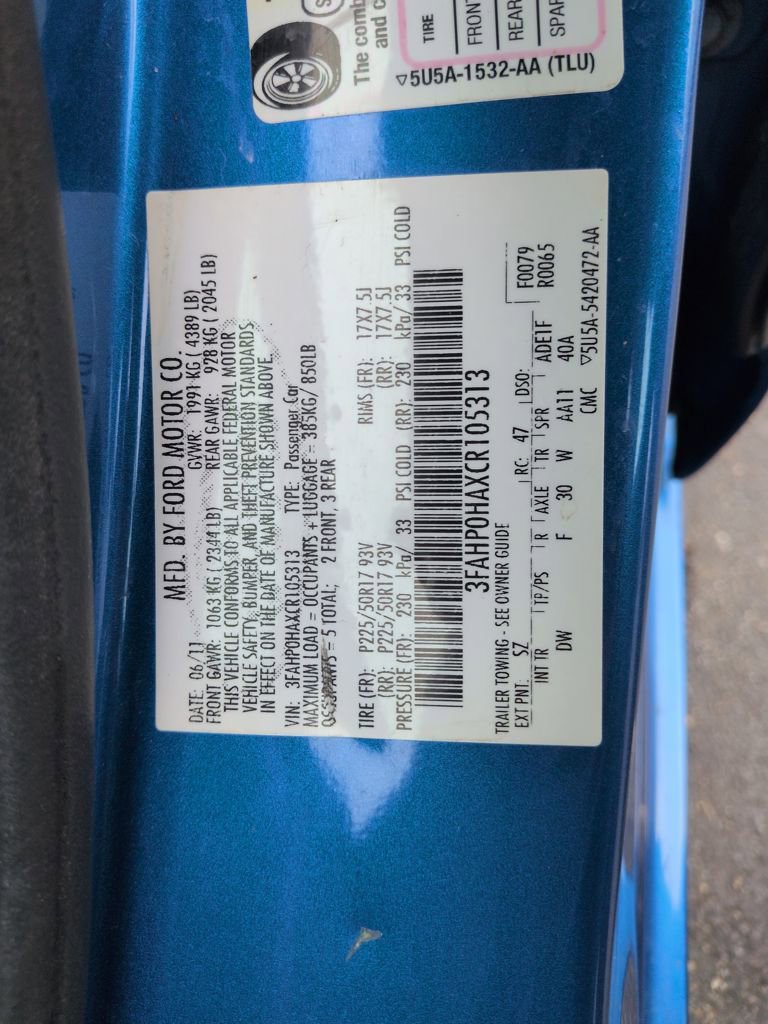 MFD. BY FORD MOTOR CO.
DATE: 06/11 GVWR: 1991 KG ( 4389 LB)
FRONT GAWR: 1063 KG ( 2344 LB) REAR GAWR: 928 KG ( 2045 LB)
THIS VEHICLE CONFORMS TO ALL APPLICABLE FEDERAL MOTOR
VEHICLE SAFETY, BUMPER, AND THEFT PREVENTION STANDARDS
IN EFFECT ON THE DATE OF MANUFACTURE SHOWN ABOVE.
VIN: 3FAHP0HAXCR105313 TYPE: Passenger Car
MAXIMUM LOAD = OCCUPANTS + LUGGAGE = 385KG/ 850LB
OCCUPANTS = 5 TOTAL; 2 FRONT, 3 REAR
TIRE (FR): P225/50R17 93V RIMS (FR): 17X7.5J
(RR): P225/50R17 93V (RR): 17X7.5J
PRESSURE (FR): 230 kPa/ 33 PSI COLD (RR): 230 kPa/ 33 PSI COLD
3FAHP0HAXCR105313
TRAILER TOWING - SEE OWNER GUIDE
EXT PNT: SZ RC: 47 DSO: F0079
INT TR TP/PS R AXLE TR SPR ADE1F R0065
DW F 30 W AA11 40A
CMC ▽5U5A-5420472-AA
The comb
and c
TIRE
FRONT
REAR
SPAR
▽5U5A-1532-AA (TLU)